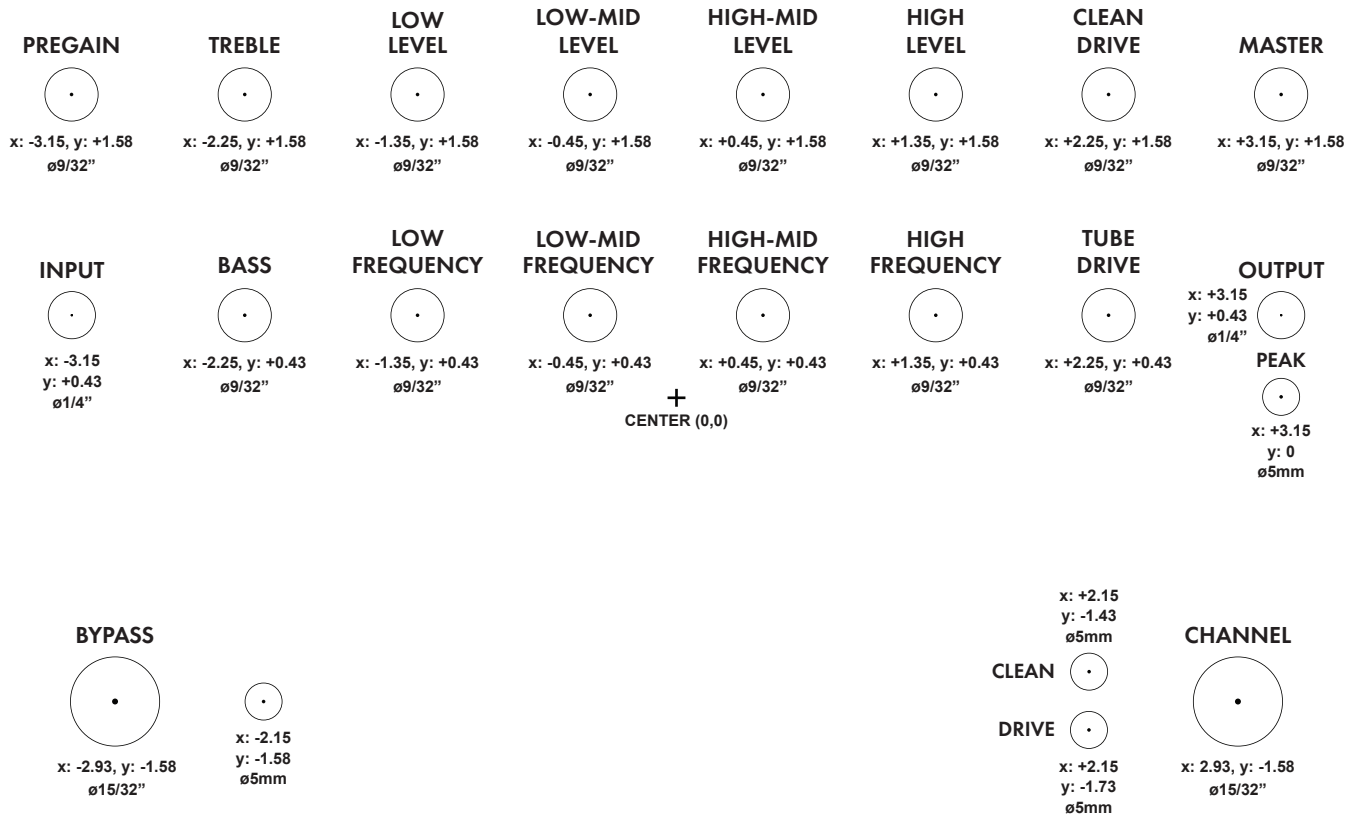 PREGAIN
x: -3.15, y: +1.58
ø9/32”
TREBLE
x: -2.25, y: +1.58
ø9/32”
LOW
LEVEL
x: -1.35, y: +1.58
ø9/32”
LOW-MID
LEVEL
x: -0.45, y: +1.58
ø9/32”
HIGH-MID
LEVEL
x: +0.45, y: +1.58
ø9/32”
HIGH
LEVEL
x: +1.35, y: +1.58
ø9/32”
CLEAN
DRIVE
x: +2.25, y: +1.58
ø9/32”
MASTER
x: +3.15, y: +1.58
ø9/32”
INPUT
x: -3.15
y: +0.43
ø1/4”
BASS
x: -2.25, y: +0.43
ø9/32”
LOW
FREQUENCY
x: -1.35, y: +0.43
ø9/32”
LOW-MID
FREQUENCY
x: -0.45, y: +0.43
ø9/32”
HIGH-MID
FREQUENCY
x: +0.45, y: +0.43
ø9/32”
HIGH
FREQUENCY
x: +1.35, y: +0.43
ø9/32”
TUBE
DRIVE
x: +2.25, y: +0.43
ø9/32”
OUTPUT
x: +3.15
y: +0.43
ø1/4”
PEAK
x: +3.15
y: 0
ø5mm
CENTER (0,0)
BYPASS
x: -2.93, y: -1.58
ø15/32”
x: -2.15
y: -1.58
ø5mm
x: +2.15
y: -1.43
ø5mm
CLEAN
DRIVE
x: +2.15
y: -1.73
ø5mm
CHANNEL
x: 2.93, y: -1.58
ø15/32”